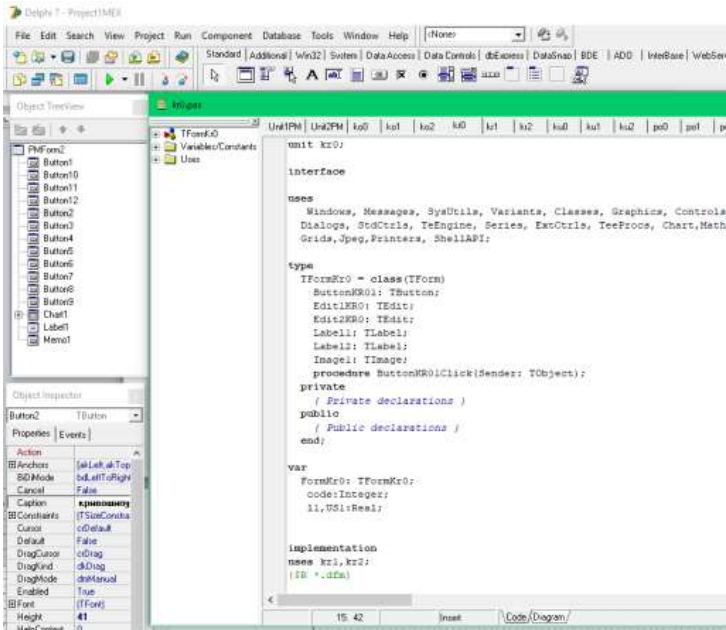 Delphi 7 - Project1MEX
File Edit Search View Project Run Component Database Tools Window Help <None>
Standard Additional Win32 System Data Access Data Controls dbExpress DataSnap BDE ADO InterBase WebServ
Object TreeView
PMForm2
Button1
Button10
Button11
Button12
Button2
Button3
Button4
Button5
Button6
Button7
Button8
Button9
Chart1
Label1
Memo1
Object Inspector
Button2 TButton
Properties Events
Action
Anchors [akLeft,akTop
BiDiMode bdLeftToRight
Cancel False
Caption
Constraints (TSizeConstra
Cursor crDefault
Default False
DragCursor crDrag
DragKind dkDrag
DragMode dmManual
Enabled True
Font (TFont)
Height 41
HelpContext 0
kr0.pas
TFormKr0
Variables/Constants
Uses
Unit1PM Unit2PM ko0 ko1 ko2 kr0 kr1 kr2 ku0 ku1 ku2 po0 po1
unit kr0;
interface
uses
Windows, Messages, SysUtils, Variants, Classes, Graphics, Controls
Dialogs, StdCtrls, TeEngine, Series, ExtCtrls, TeeProcs, Chart,Math
Grids,Jpeg,Printers, ShellAPI;
type
TFormKr0 = class(TForm)
ButtonKR01: TButton;
Edit1KR0: TEdit;
Edit2KR0: TEdit;
Label1: TLabel;
Label2: TLabel;
Image1: TImage;
procedure ButtonKR01Click(Sender: TObject);
private
{ Private declarations }
public
{ Public declarations }
end;
var
FormKr0: TFormKr0;
code:Integer;
l1,US1:Real;
implementation
uses kr1,kr2;
{$R *.dfm}
15: 42 Insert Code Diagram